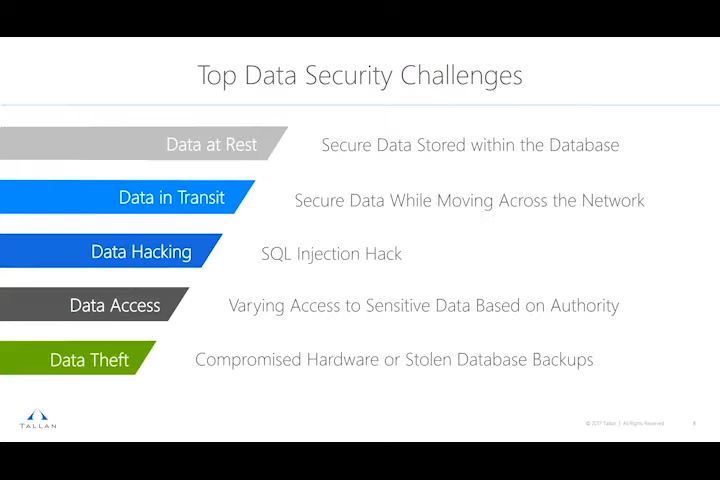 Top Data Security Challenges
Data at Rest
Secure Data Stored within the Database
Data in Transit
Secure Data While Moving Across the Network
Data Hacking
SQL Injection Hack
Data Access
Varying Access to Sensitive Data Based on Authority
Data Theft
Compromised Hardware or Stolen Database Backups
TALLAN
© 2017 Tallan | All Rights Reserved
8